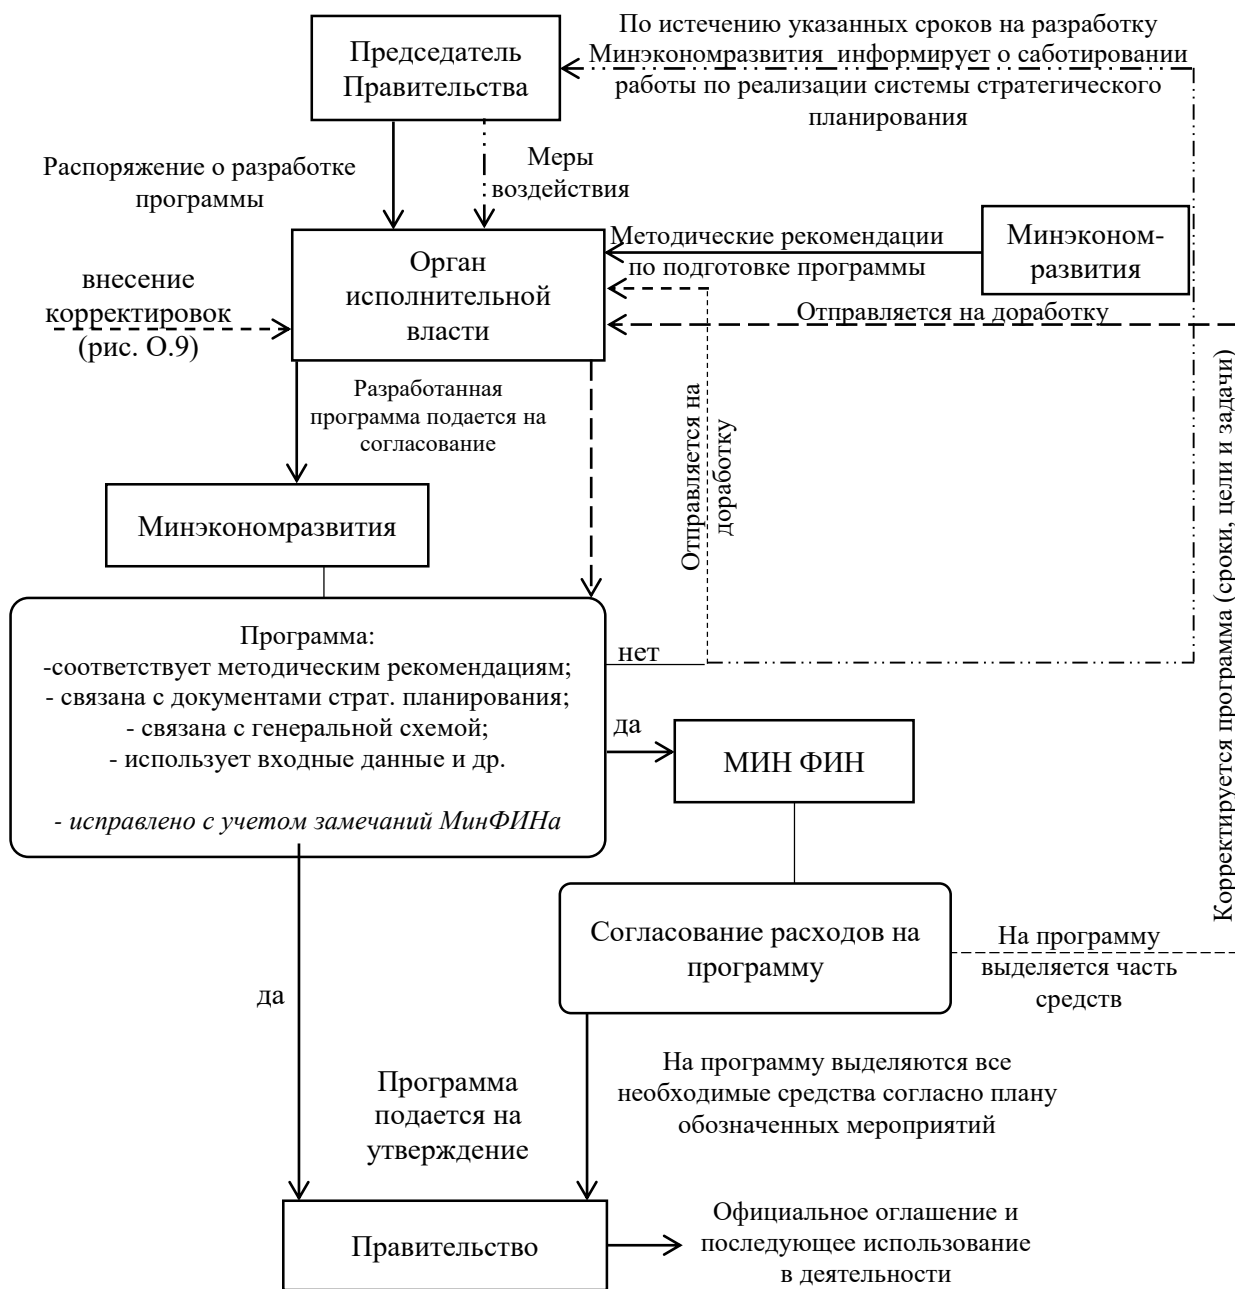 По истечению указанных сроков на разработку
Минэкономразвития информирует о саботировании
работы по реализации системы стратегического
планирования
Председатель
Правительства
Распоряжение о разработке
программы
Меры
воздействия
Орган
исполнительной
власти
Методические рекомендации
по подготовке программы
Минэконом-
развития
внесение
корректировок
(рис. О.9)
Отправляется на доработку
Разработанная
программа подается на
согласование
Отправляется на
доработку
Корректируется программа (сроки, цели и задачи)
Минэкономразвития
Программа:
-соответствует методическим рекомендациям;
- связана с документами страт. планирования;
- связана с генеральной схемой;
- использует входные данные и др.
- исправлено с учетом замечаний МинФИНа
нет
да
МИН ФИН
Согласование расходов на
программу
На программу
выделяется часть
средств
да
Программа
подается на
утверждение
На программу выделяются все
необходимые средства согласно плану
обозначенных мероприятий
Правительство
Официальное оглашение и
последующее использование
в деятельности